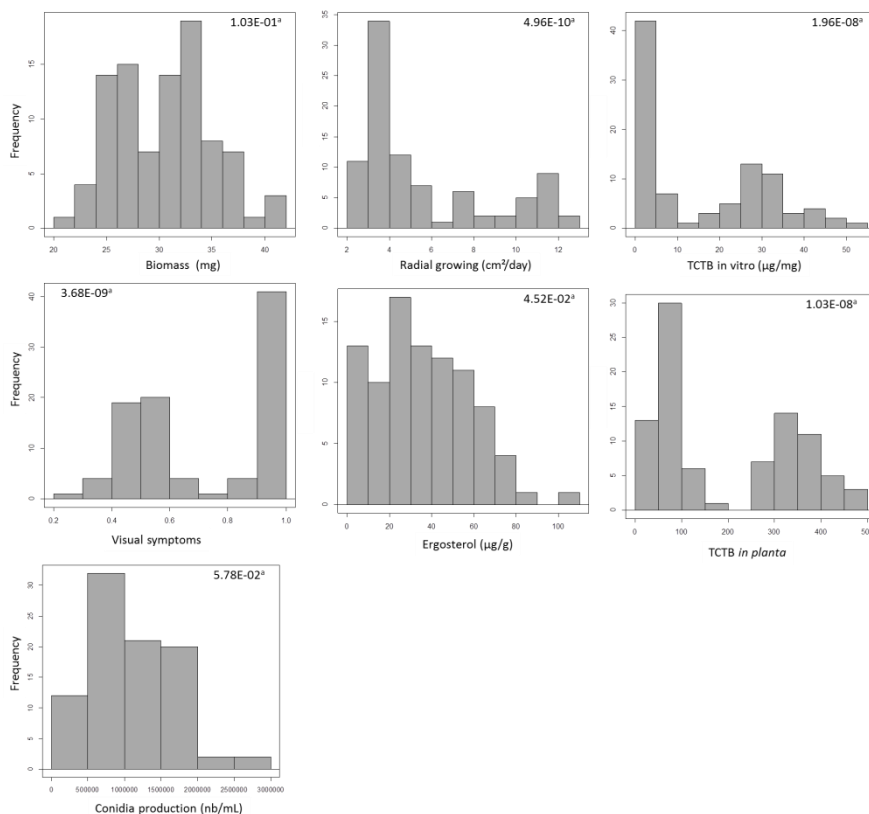 1.03E-01ᵃ
Frequency
0 5 10 15
20 25 30 35 40
Biomass (mg)
4.96E-10ᵃ
0 5 10 15 20 25 30 35
2 4 6 8 10 12
Radial growing (cm²/day)
1.96E-08ᵃ
0 10 20 30 40
0 10 20 30 40 50
TCTB in vitro (µg/mg)
3.68E-09ᵃ
Frequency
0 10 20 30 40
0.2 0.4 0.6 0.8 1.0
Visual symptoms
4.52E-02ᵃ
0 5 10 15
0 20 40 60 80 100
Ergosterol (µg/g)
1.03E-08ᵃ
0 5 10 15 20 25 30
0 100 200 300 400 500
TCTB in planta
5.78E-02ᵃ
Frequency
0 5 10 15 20 25 30
0 500000 1000000 1500000 2000000 2500000 3000000
Conidia production (nb/mL)